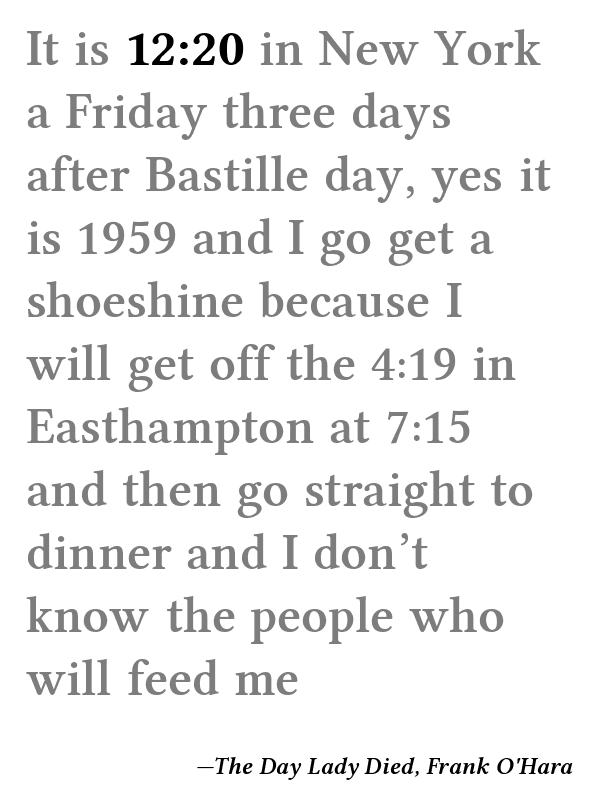 It is 12:20 in New York
a Friday three days
after Bastille day, yes it
is 1959 and I go get a
shoeshine because I
will get off the 4:19 in
Easthampton at 7:15
and then go straight to
dinner and I don’t
know the people who
will feed me
—The Day Lady Died, Frank O'Hara